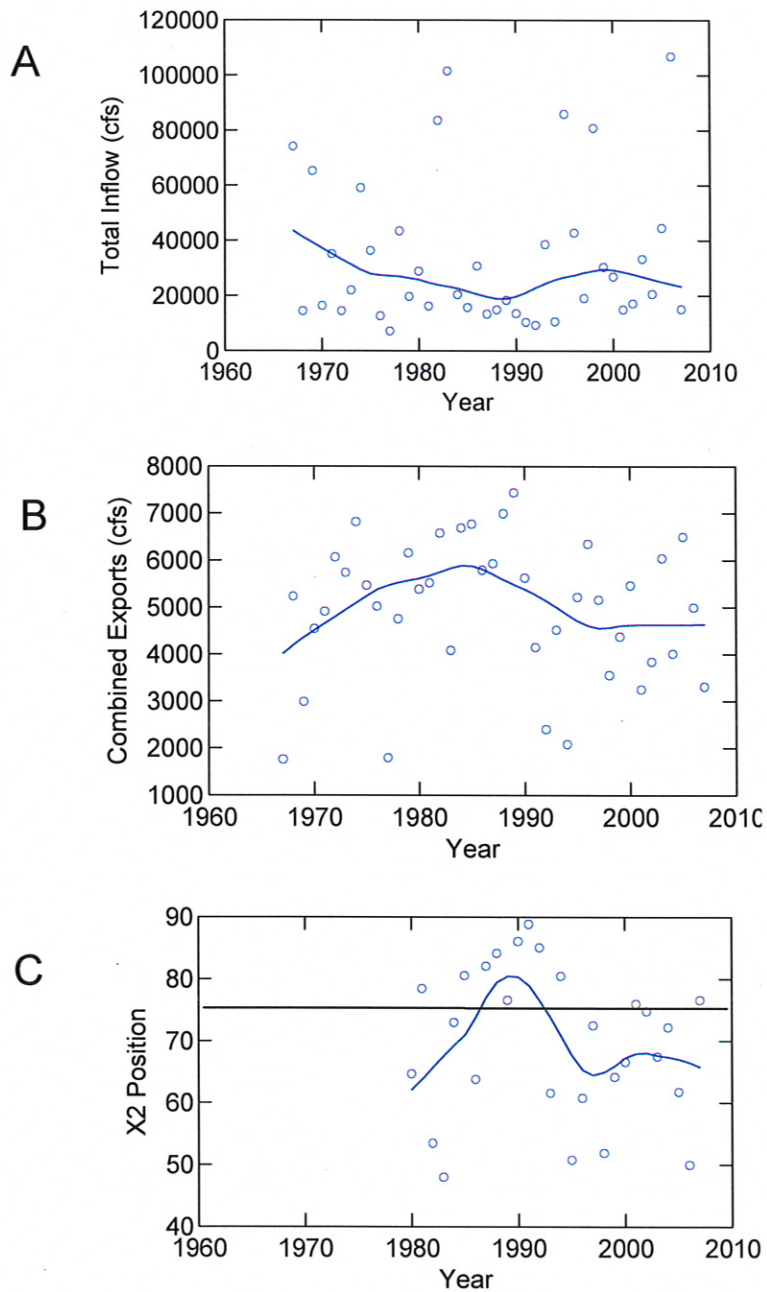 A
Total Inflow (cfs)
120000
100000
80000
60000
40000
20000
0
1960 1970 1980 1990 2000 2010
Year
B
Combined Exports (cfs)
8000
7000
6000
5000
4000
3000
2000
1000
1960 1970 1980 1990 2000 2010
Year
C
X2 Position
90
80
70
60
50
40
1960 1970 1980 1990 2000 2010
Year